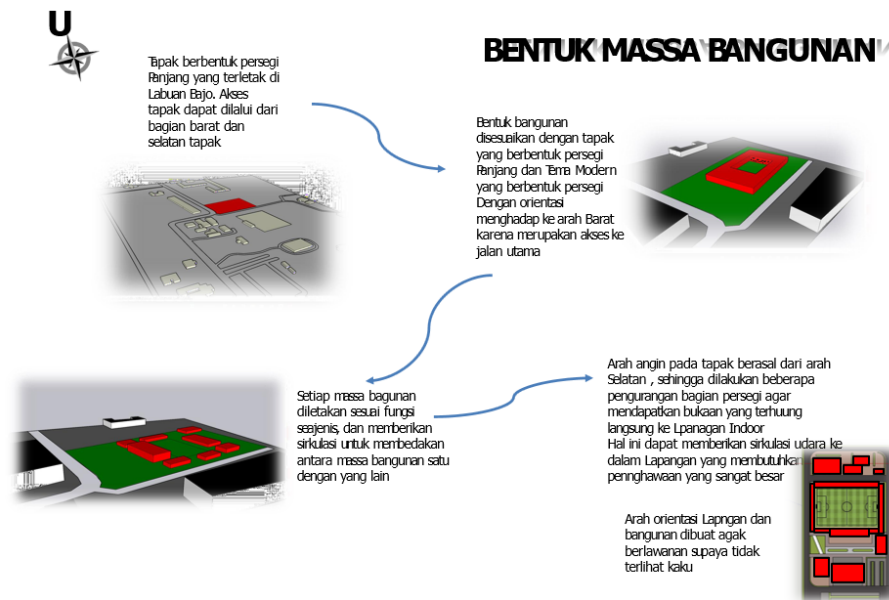 U
BENTUK MASSA BANGUNAN
Tapak berbentuk persegi
Panjang yang terletak di
Labuan Bajo. Akses
tapak dapat dilalui dari
bagian barat dan
selatan tapak
Bentuk bangunan
disesuaikan dengan tapak
yang berbentuk persegi
Panjang dan Tema Modern
yang berbentuk persegi
Dengan orientasi
menghadap ke arah Barat
karena merupakan akses ke
jalan utama
Setiap massa bagunan
diletakan sesuai fungsi
seajenis, dan memberikan
sirkulasi untuk membedakan
antara massa bangunan satu
dengan yang lain
Arah angin pada tapak berasal dari arah
Selatan , sehingga dilakukan beberapa
pengurangan bagian persegi agar
mendapatkan bukaan yang terhuung
langsung ke Lpanagan Indoor
Hal ini dapat memberikan sirkulasi udara ke
dalam Lapangan yang membutuhkan
pennghawaan yang sangat besar
Arah orientasi Lapngan dan
bangunan dibuat agak
berlawanan supaya tidak
terlihat kaku